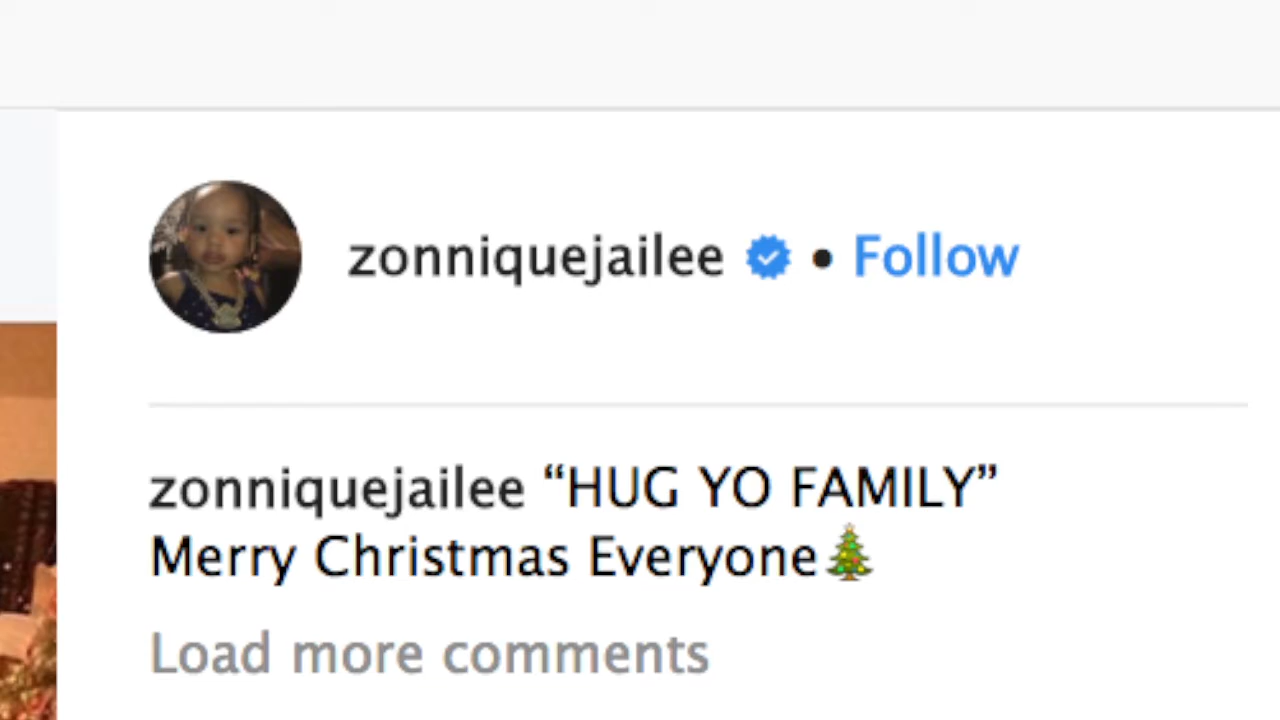 zonniquejailee • Follow
zonniquejailee “HUG YO FAMILY”
Merry Christmas Everyone🎄
Load more comments